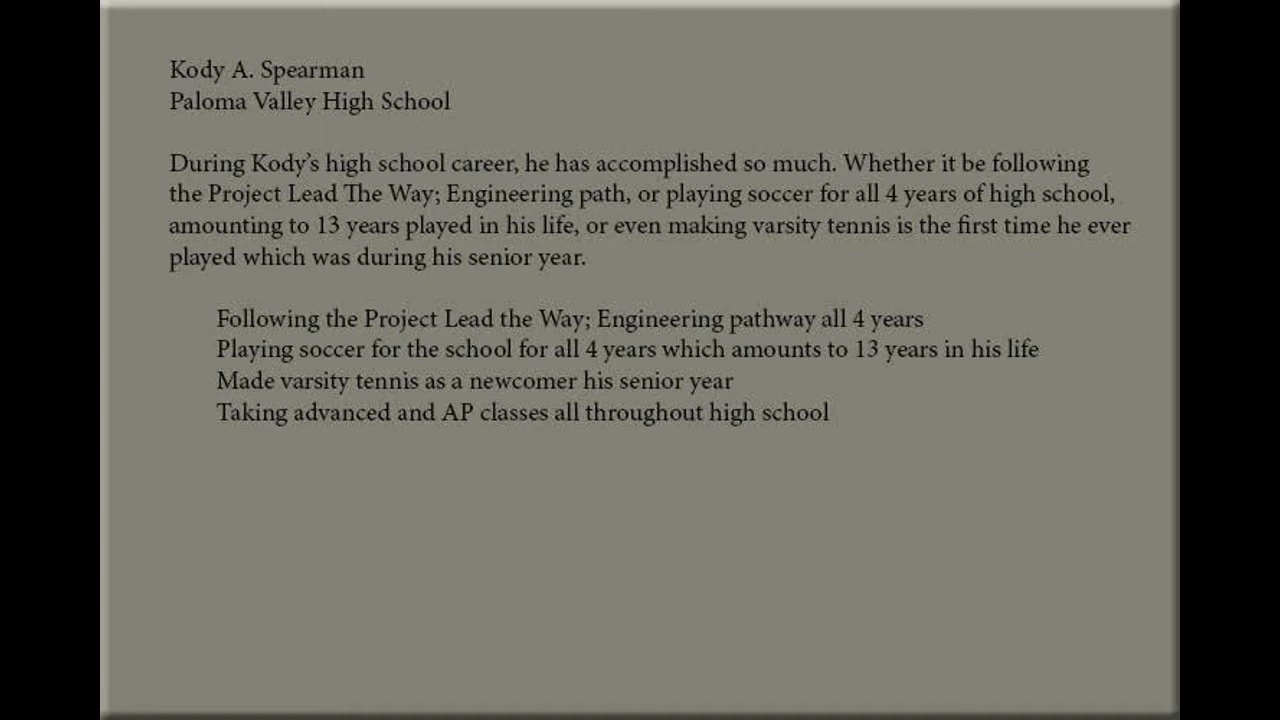 Kody A. Spearman
Paloma Valley High School
During Kody’s high school career, he has accomplished so much. Whether it be following
the Project Lead The Way; Engineering path, or playing soccer for all 4 years of high school,
amounting to 13 years played in his life, or even making varsity tennis is the first time he ever
played which was during his senior year.
Following the Project Lead the Way; Engineering pathway all 4 years
Playing soccer for the school for all 4 years which amounts to 13 years in his life
Made varsity tennis as a newcomer his senior year
Taking advanced and AP classes all throughout high school